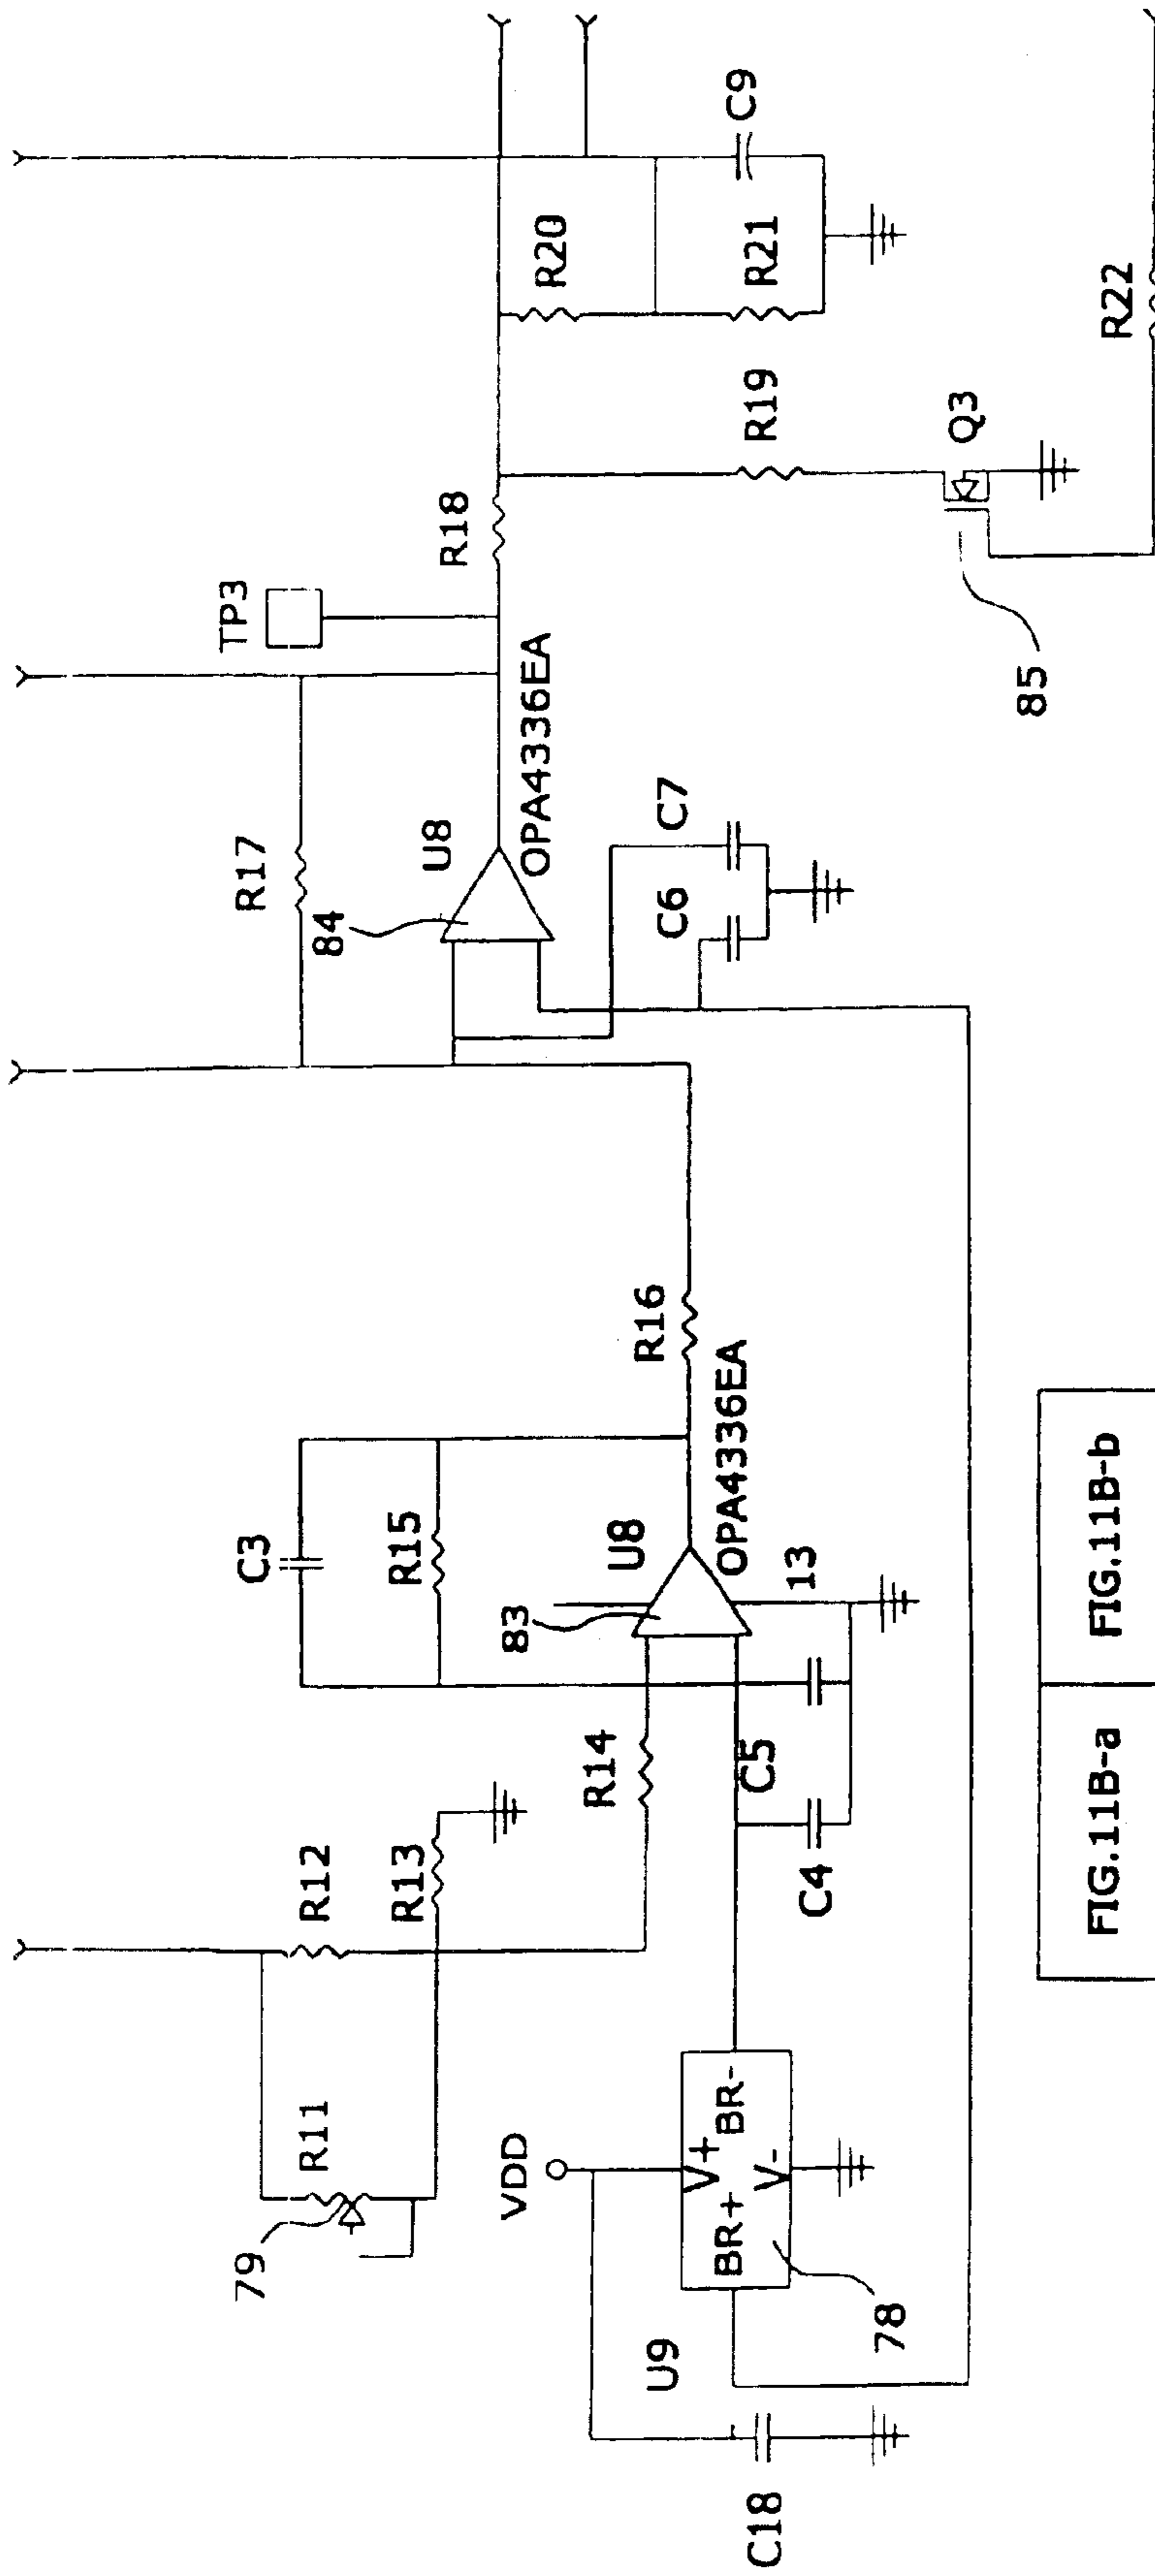 79
R11
R12
R13
VDD
V+
BR+
BR-
V-
78
U9
C18
R14
C4
C5
C3
R15
83
U8
OPA4336EA
13
R16
R17
84
U8
OPA4336EA
C6
C7
TP3
R18
R19
Q3
85
R20
R21
C9
R22
FIG.11B-a
FIG.11B-b